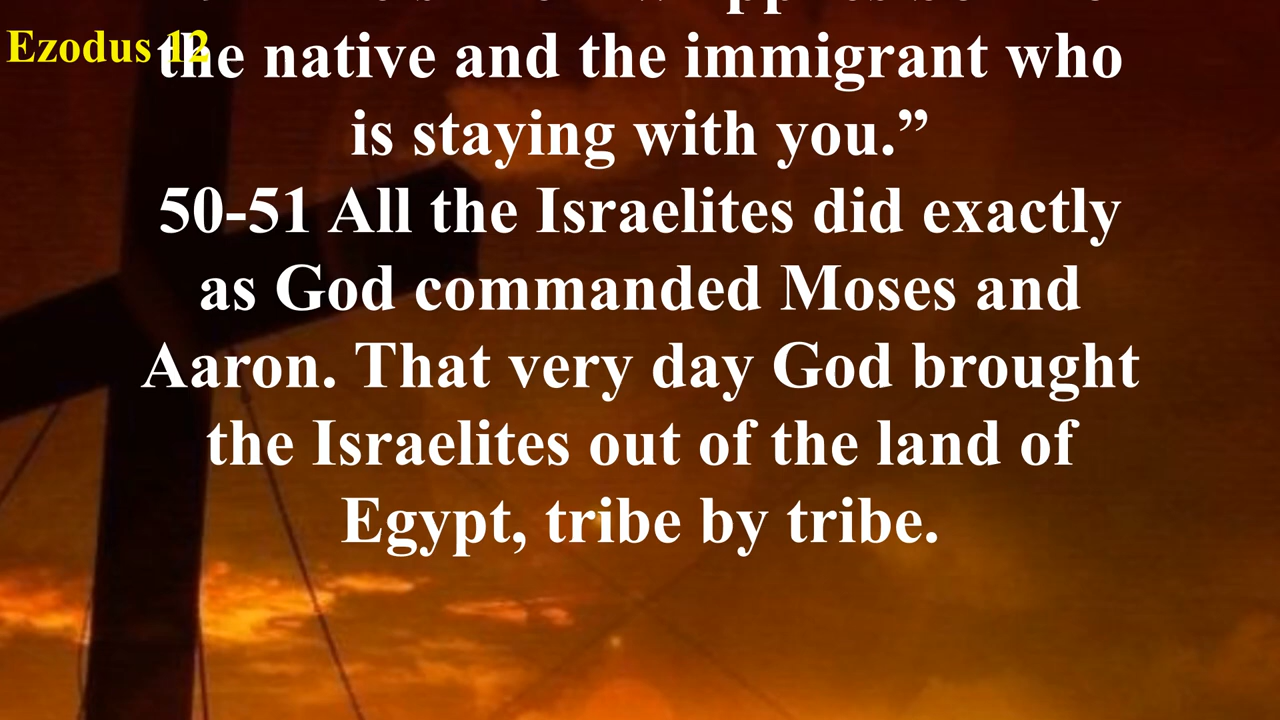 Ezodus 12
the native and the immigrant who
is staying with you.”
50-51 All the Israelites did exactly
as God commanded Moses and
Aaron. That very day God brought
the Israelites out of the land of
Egypt, tribe by tribe.